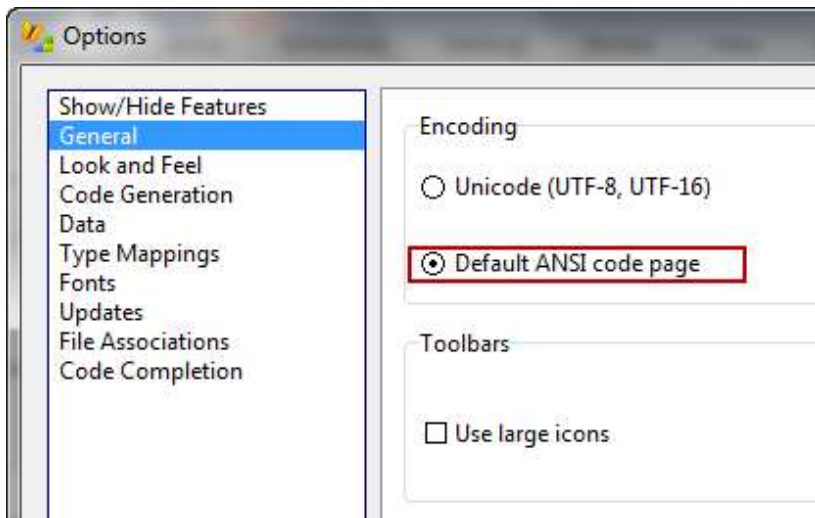 Options
Show/Hide Features
General
Look and Feel
Code Generation
Data
Type Mappings
Fonts
Updates
File Associations
Code Completion
Encoding
Unicode (UTF-8, UTF-16)
Default ANSI code page
Toolbars
Use large icons